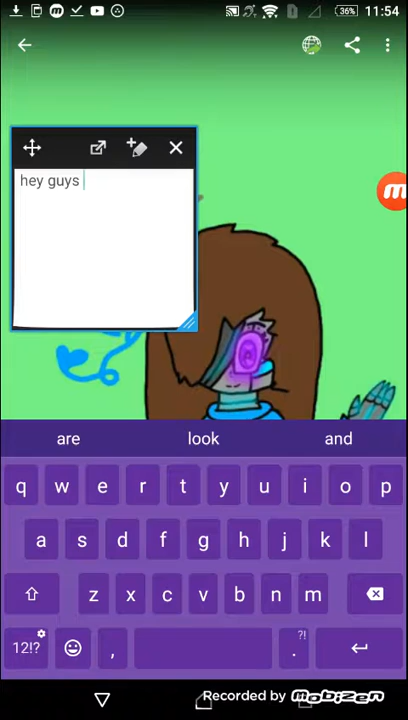 36% 11:54
hey guys
m
are look and
q w e r t y u i o p
a s d f g h j k l
z x c v b n m
12!? , . ?!
Recorded by mobizen